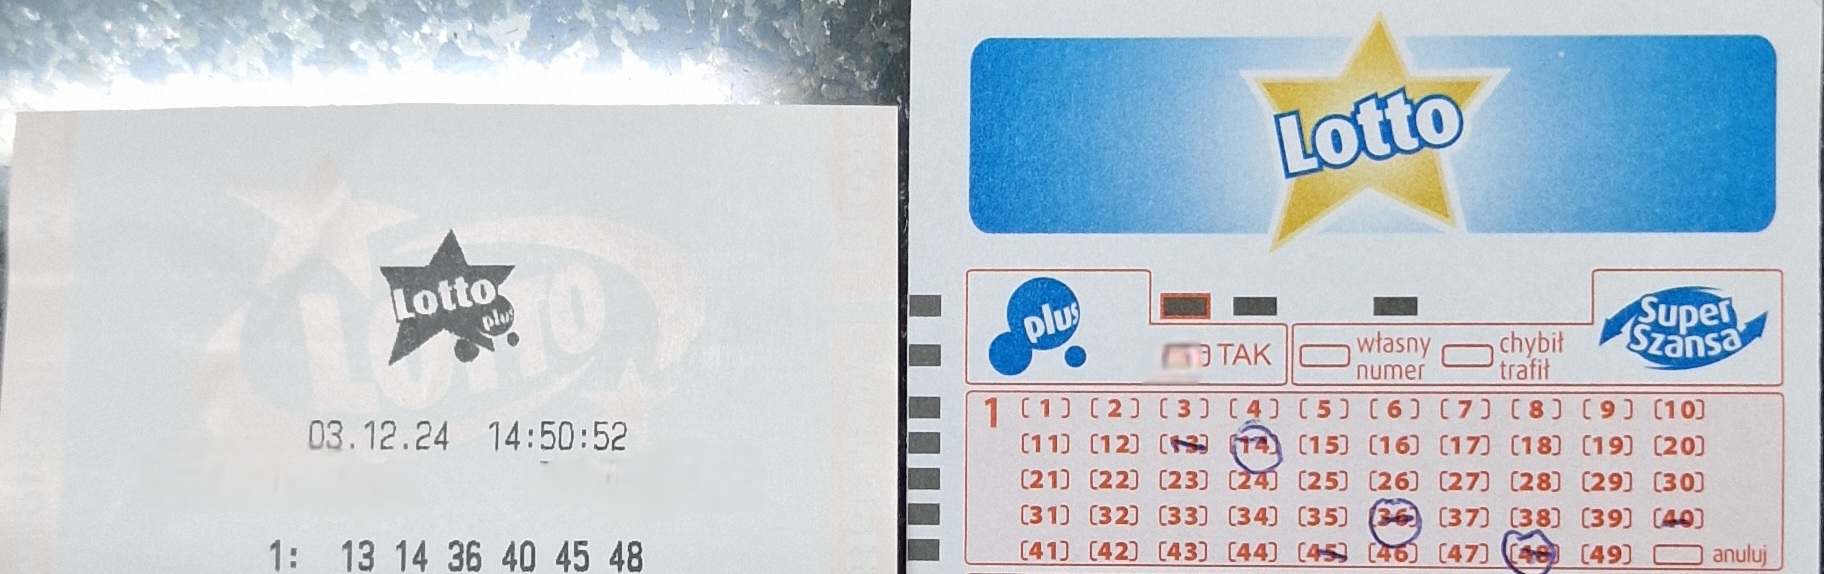 LOTTO
Lotto
plus
03.12.24 14:50:52
1: 13 14 36 40 45 48
Lotto
plus
TAK
własny numer
chybił trafił
Super Szansa
1 [1] [2] [3] [4] [5] [6] [7] [8] [9] [10]
[11] [12] [13] [14] [15] [16] [17] [18] [19] [20]
[21] [22] [23] [24] [25] [26] [27] [28] [29] [30]
[31] [32] [33] [34] [35] [36] [37] [38] [39] [40]
[41] [42] [43] [44] [45] [46] [47] [48] [49] anuluj